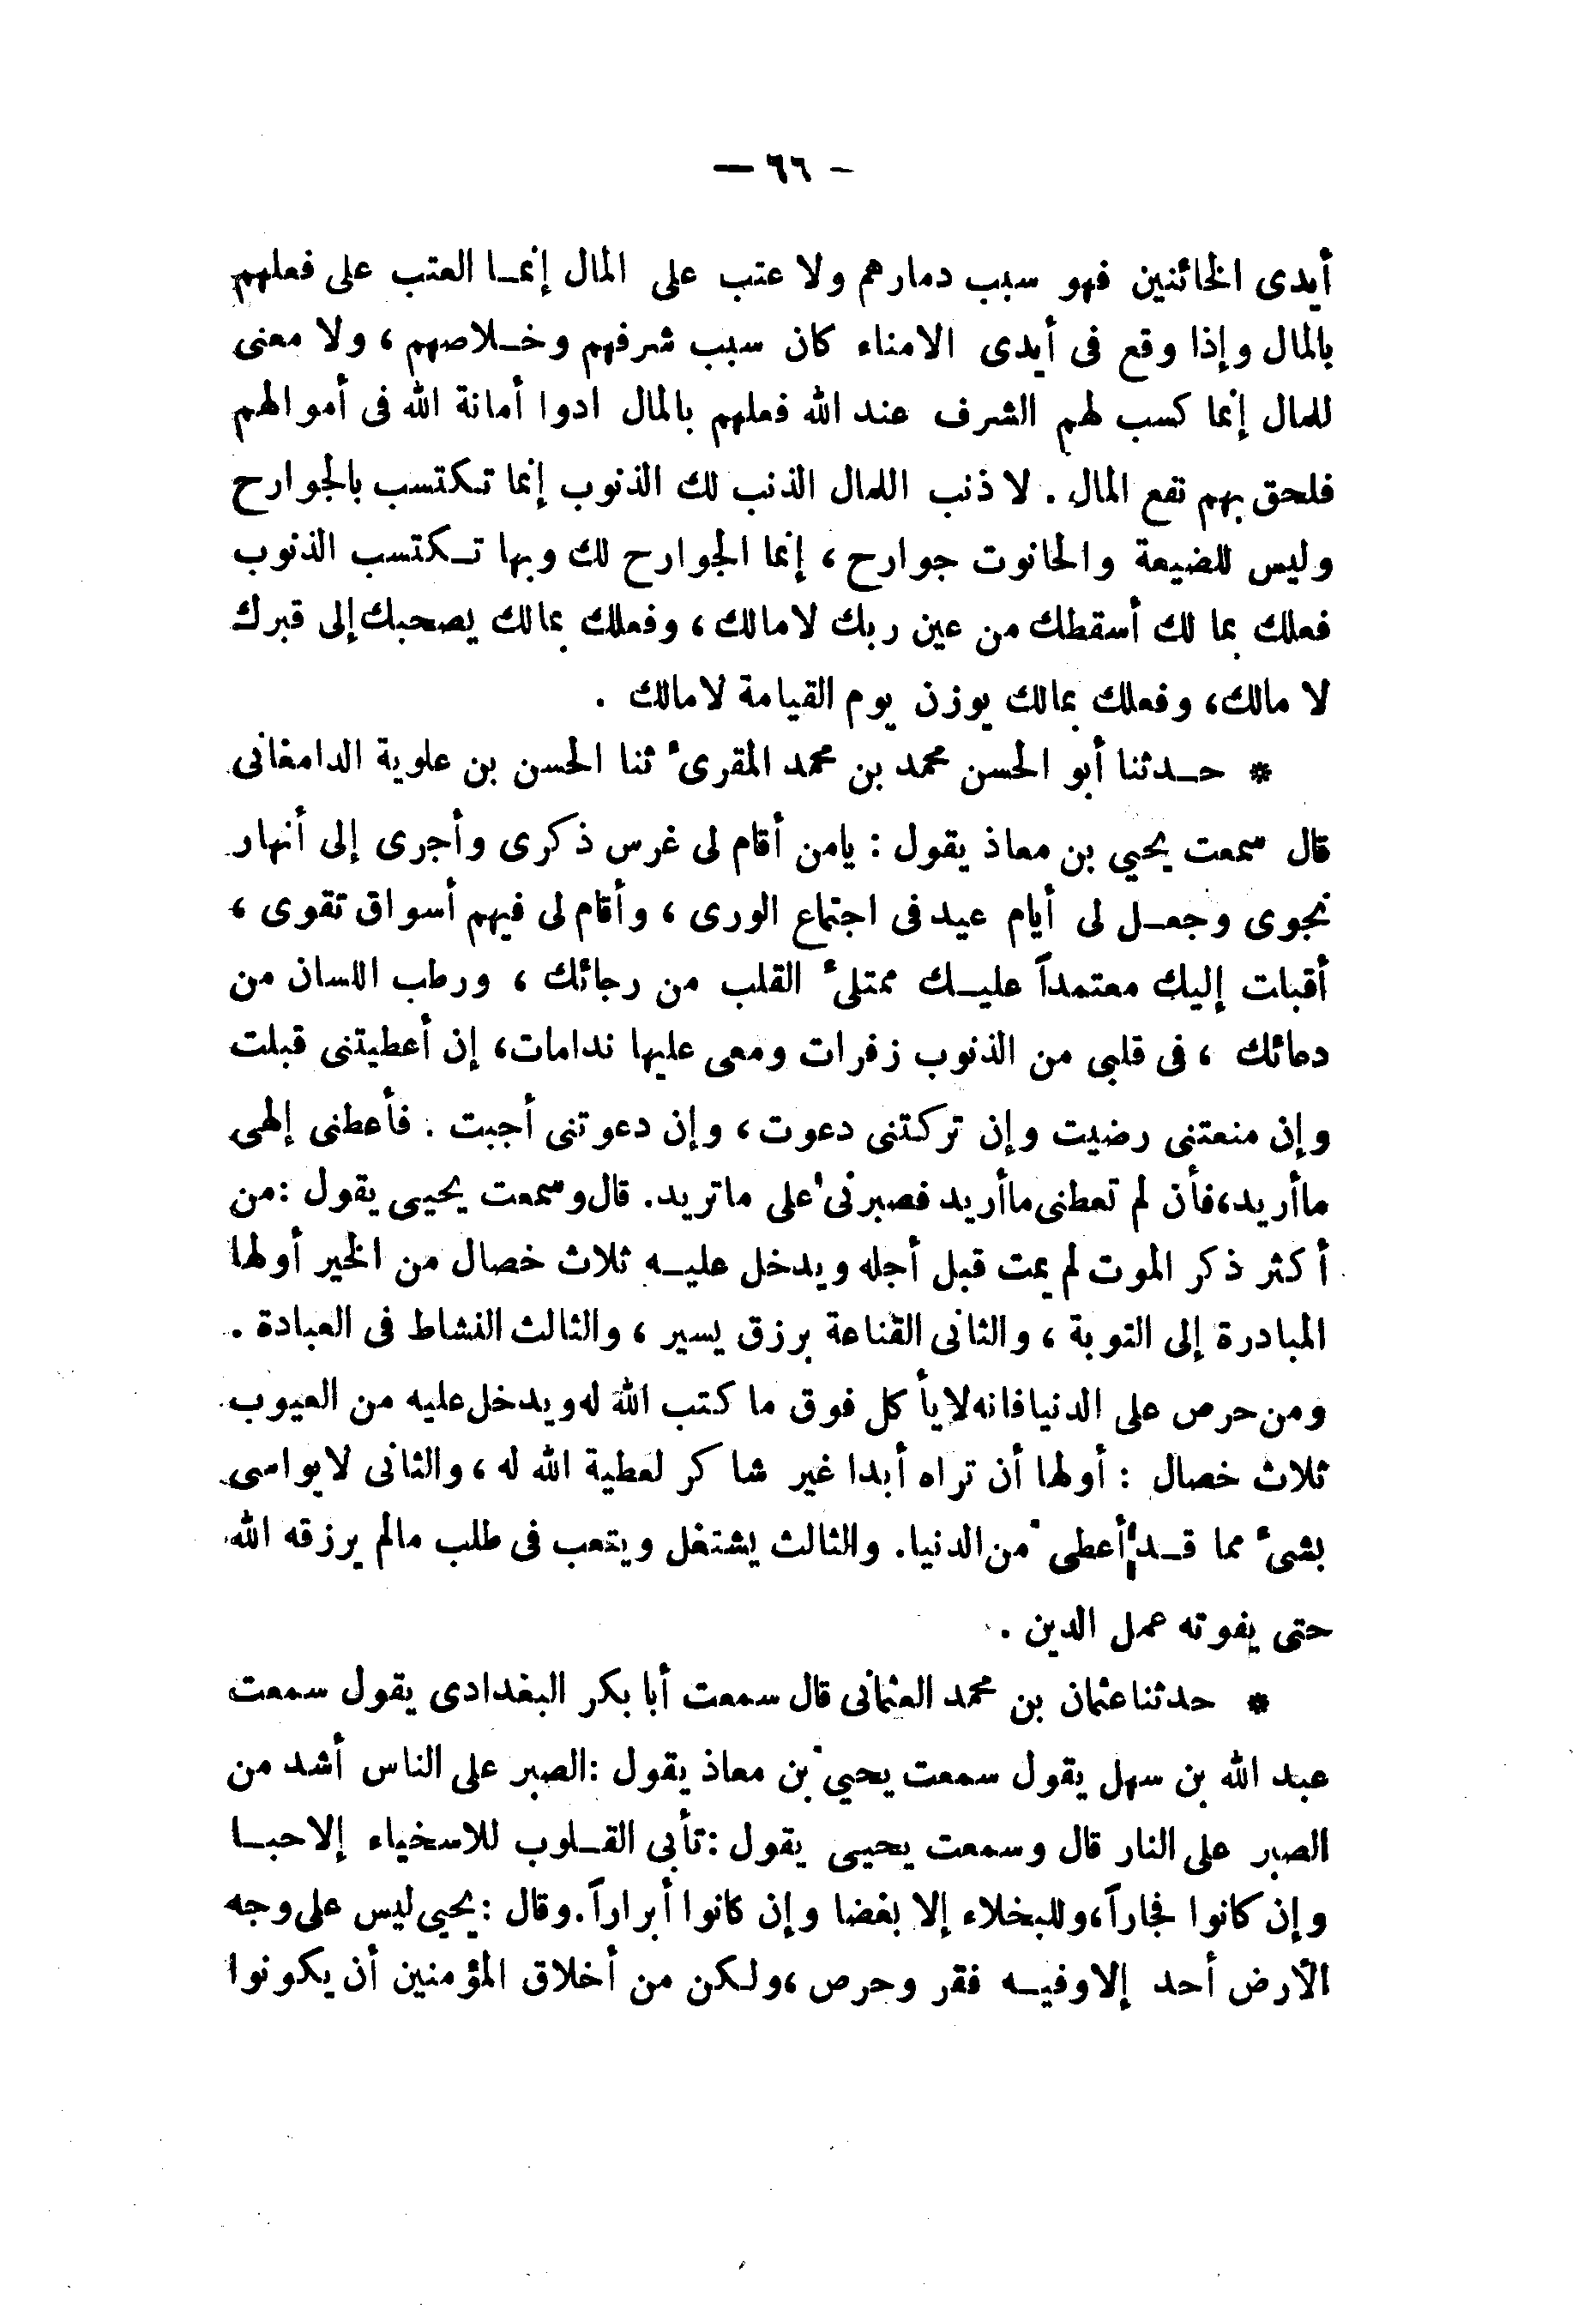 - ٦٦ —
أيدى الخائنين فهو سبب دمارهم ولا عتب على المال إنما العتب على فعلهم
بالمال وإذا وقع فى أيدى الامناء كان سبب شرفهم وخلاصهم ، ولا معنى
للمال إنما كسب لهم الشرف عند الله فعلهم بالمال ادوا أمانة الله فى أموالهم
فلحق بهم نفع المال . لا ذنب اللمال الذنب لك الذنوب إنما تكتسب بالجوارح
وليس للضيعة والحانوت جوارح ، إنما الجوارح لك وبها تكتسب الذنوب
فعلك بما لك أسقطك من عين ربك لامالك ، وفعلك بمالك يصحبك إلى قبرك
لا مالك، وفعلك بمالك يوزن يوم القيامة لامالك .
* حدثنا أبو الحسن محمد بن محمد المقرىء ثنا الحسن بن علوية الدامغانى
قال سمعت يحيي بن معاذ يقول : يامن أقام لى غرس ذكرى وأجرى إلى أنهار
نجوى وجعل لى أيام عيد فى اجتماع الورى ، وأقام لى فيهم أسواق تقوى ،
أقبلت إليك معتمداً عليك ممتلىء القلب من رجائك ، ورطب اللسان من
دعائك ، فى قلبى من الذنوب زفرات ومعى عليها ندامات، إن أعطيتنى قبلت
وإن منعتنى رضيت وإن تركتنى دعوت ، وإن دعوتنى أجبت . فأعطنى إلهى
ماأريد،فأن لم تعطنى ماأريد فصبرنى على ماتريد. قال وسمعت يحيى يقول :من
أكثر ذكر الموت لم يمت قبل أجله ويدخل عليه ثلاث خصال من الخير أولها
المبادرة إلى التوبة ، والثانى القناعة برزق يسير ، والثالث النشاط فى العبادة .
ومن حرص على الدنيا فانه لايأكل فوق ما كتب الله له ويدخل عليه من العيوب
ثلاث خصال : أولها أن تراه أبدا غير شاكر لعطية الله له ، والثانى لايواسى
بشىء مما قد أعطى من الدنيا. والثالث يشتغل ويتعب فى طلب مالم يرزقه الله
حتى يفوته عمل الدين .
* حدثنا عثمان بن محمد العثمانى قال سمعت أبا بكر البغدادى يقول سمعت
عبد الله بن سهل يقول سمعت يحيي بن معاذ يقول :الصبر على الناس أشد من
الصبر على النار قال وسمعت يحيى يقول :تأبى القلوب للاسخياء إلا حبا
وإن كانوا فجاراً،وللبخلاء إلا بغضا وإن كانوا أبراراً.وقال :يحيي ليس على وجه
الأرض أحد إلا وفيه فقر وحرص ،ولكن من أخلاق المؤمنين أن يكونوا